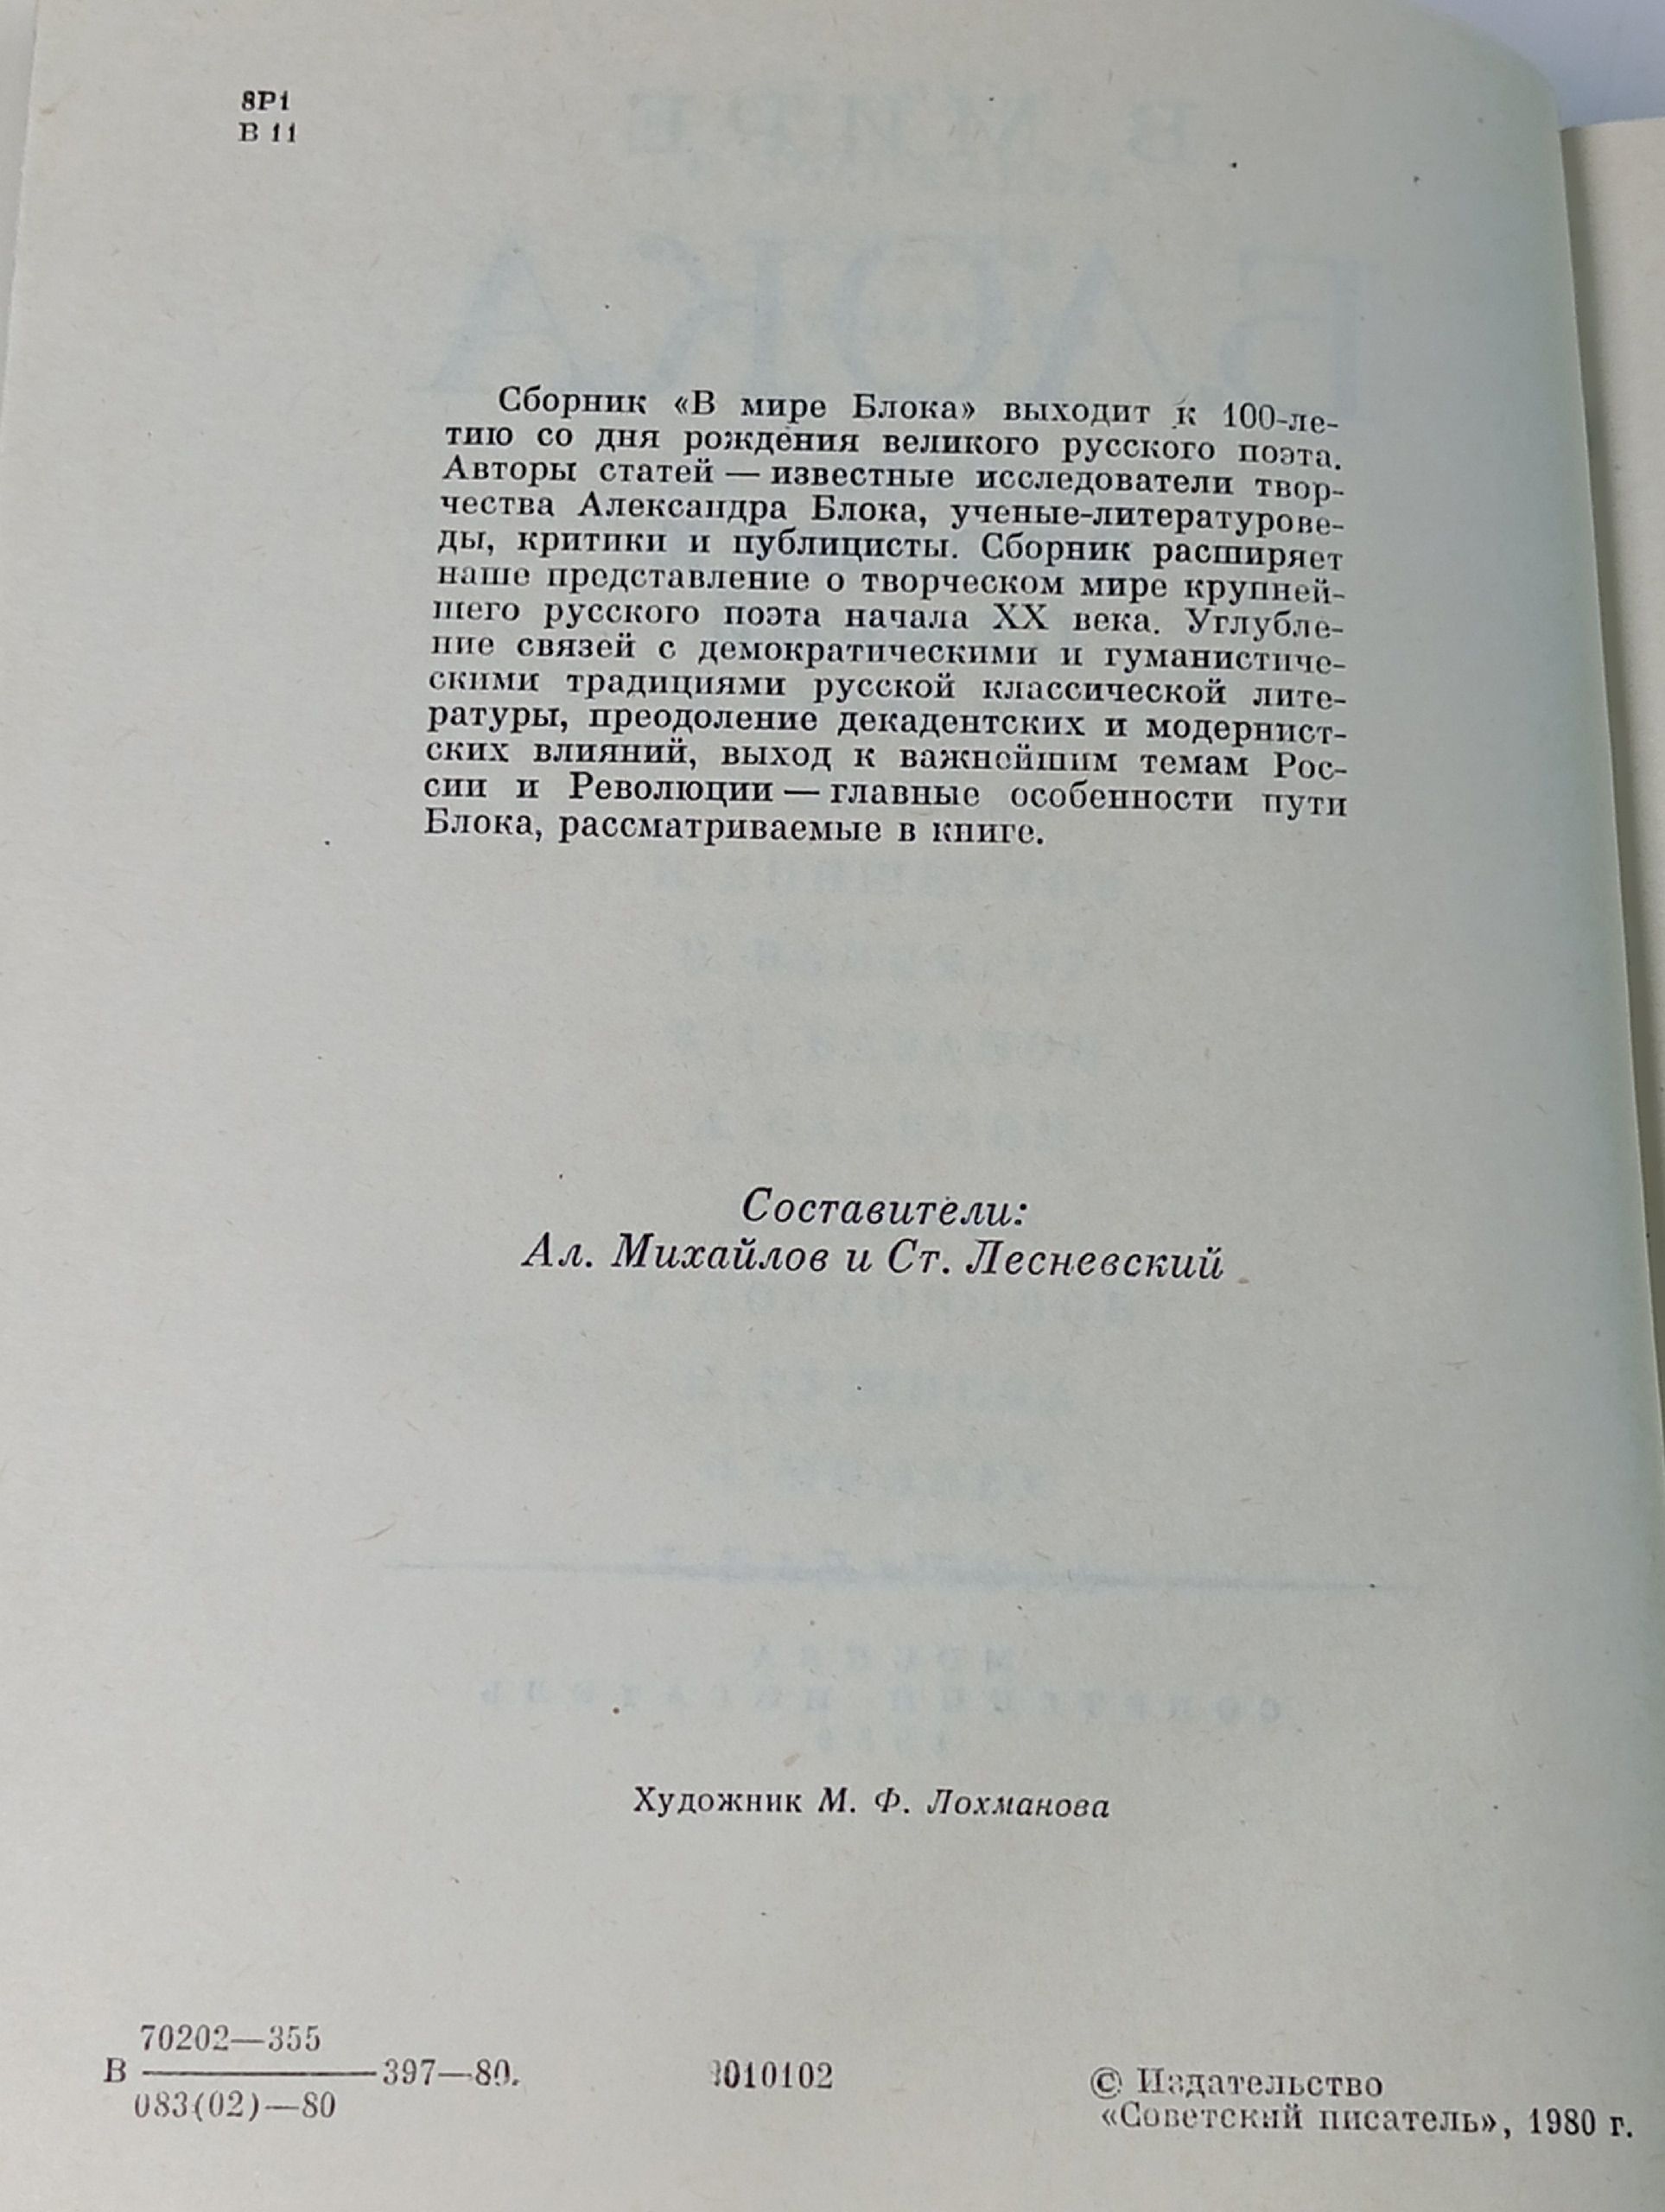 8Р1
В 11
Сборник «В мире Блока» выходит к 100-ле-
тию со дня рождения великого русского поэта.
Авторы статей — известные исследователи твор-
чества Александра Блока, ученые-литературове-
ды, критики и публицисты. Сборник расширяет
наше представление о творческом мире крупней-
шего русского поэта начала XX века. Углубле-
ние связей с демократическими и гуманистиче-
скими традициями русской классической лите-
ратуры, преодоление декадентских и модернист-
ских влияний, выход к важнейшим темам Рос-
сии и Революции — главные особенности пути
Блока, рассматриваемые в книге.
Составители:
Ал. Михайлов и Ст. Лесневский
Художник М. Ф. Лохманова
70202—355
В 397—80.
083(02)—80
010102
© Издательство
«Советский писатель», 1980 г.